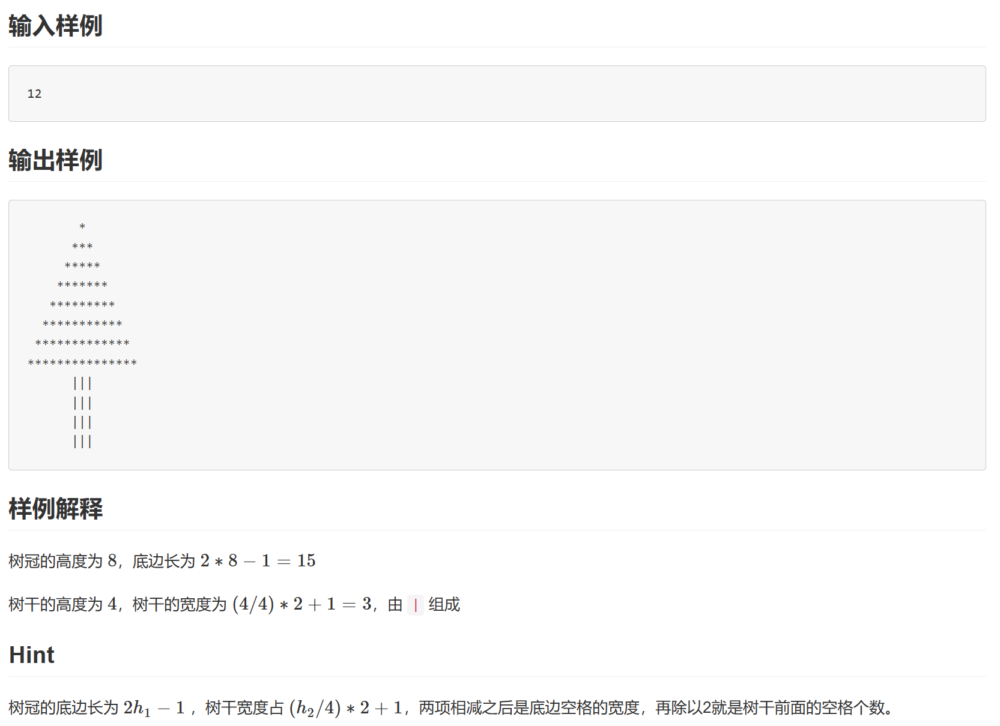 输入样例
12
输出样例
       *
      ***
     *****
    *******
   *********
  ***********
 *************
***************
      |||
      |||
      |||
      |||
样例解释
树冠的高度为 8，底边长为 2 * 8 − 1 = 15
树干的高度为 4，树干的宽度为 (4/4) * 2 + 1 = 3，由 | 组成
Hint
树冠的底边长为 2h₁ − 1 ，树干宽度占 (h₂/4) * 2 + 1，两项相减之后是底边空格的宽度，再除以2就是树干前面的空格个数。